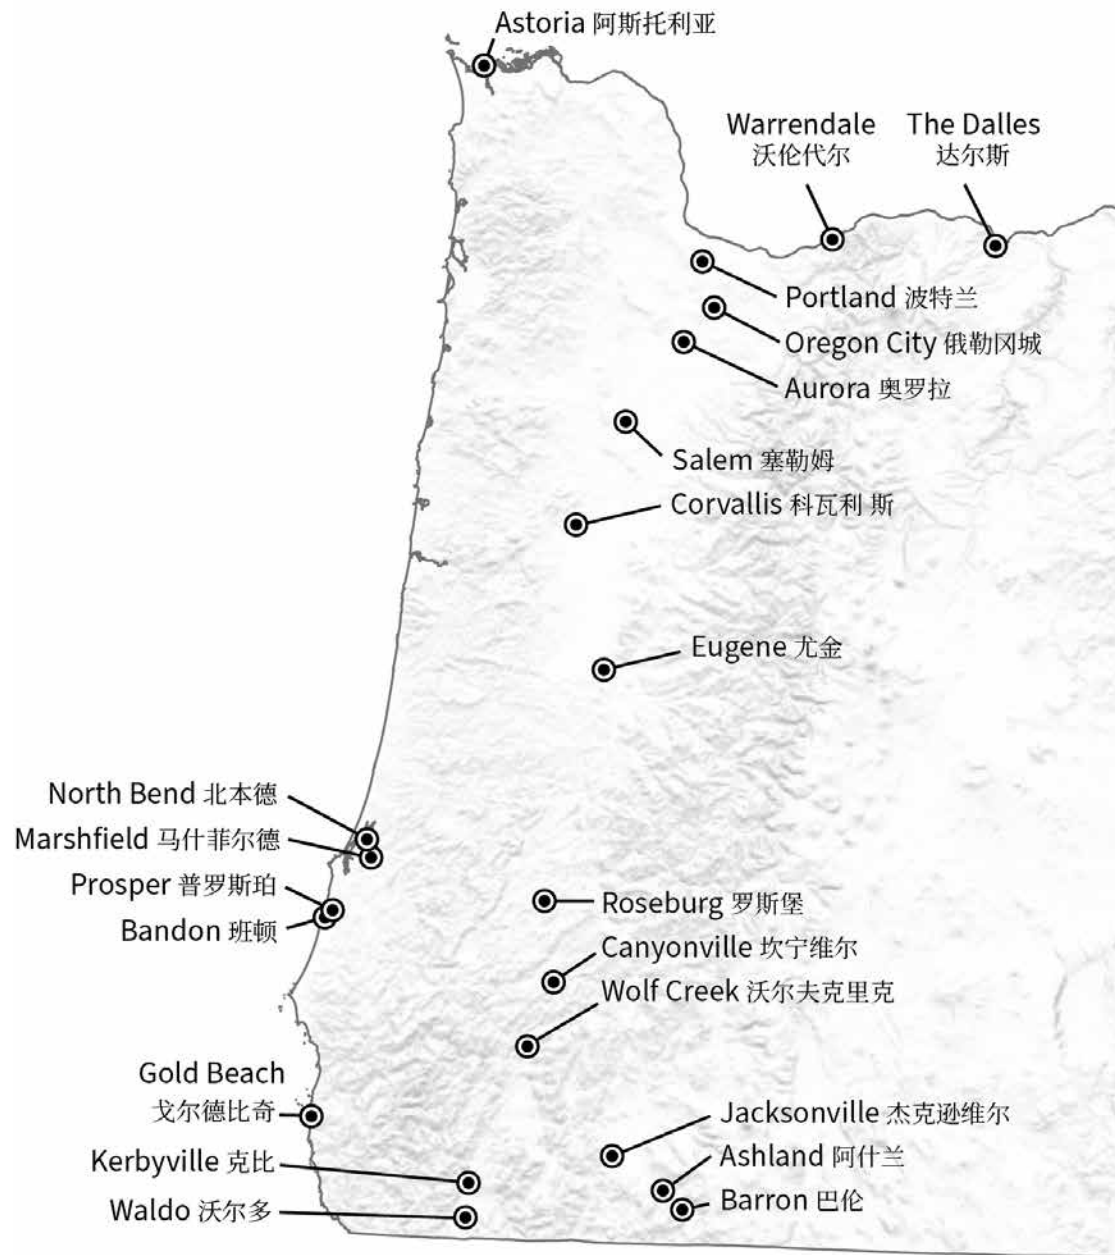 Astoria 阿斯托利亚
Warrendale
沃伦代尔
The Dalles
达尔斯
Portland 波特兰
Oregon City 俄勒冈城
Aurora 奥罗拉
Salem 塞勒姆
Corvallis 科瓦利 斯
Eugene 尤金
North Bend 北本德
Marshfield 马什菲尔德
Prosper 普罗斯珀
Bandon 班顿
Roseburg 罗斯堡
Canyonville 坎宁维尔
Wolf Creek 沃尔夫克里克
Gold Beach
戈尔德比奇
Kerbyville 克比
Waldo 沃尔多
Jacksonville 杰克逊维尔
Ashland 阿什兰
Barron 巴伦